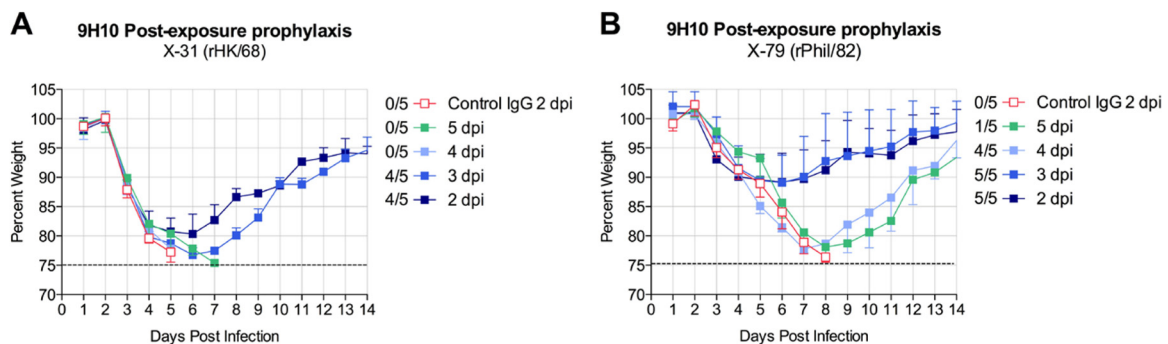 A
9H10 Post-exposure prophylaxis
X-31 (rHK/68)
Percent Weight
105
100
95
90
85
80
75
70
0 1 2 3 4 5 6 7 8 9 10 11 12 13 14
Days Post Infection
0/5 Control IgG 2 dpi
0/5 5 dpi
0/5 4 dpi
4/5 3 dpi
4/5 2 dpi
B
9H10 Post-exposure prophylaxis
X-79 (rPhil/82)
Percent Weight
105
100
95
90
85
80
75
70
0 1 2 3 4 5 6 7 8 9 10 11 12 13 14
Days Post Infection
0/5 Control IgG 2 dpi
1/5 5 dpi
4/5 4 dpi
5/5 3 dpi
5/5 2 dpi